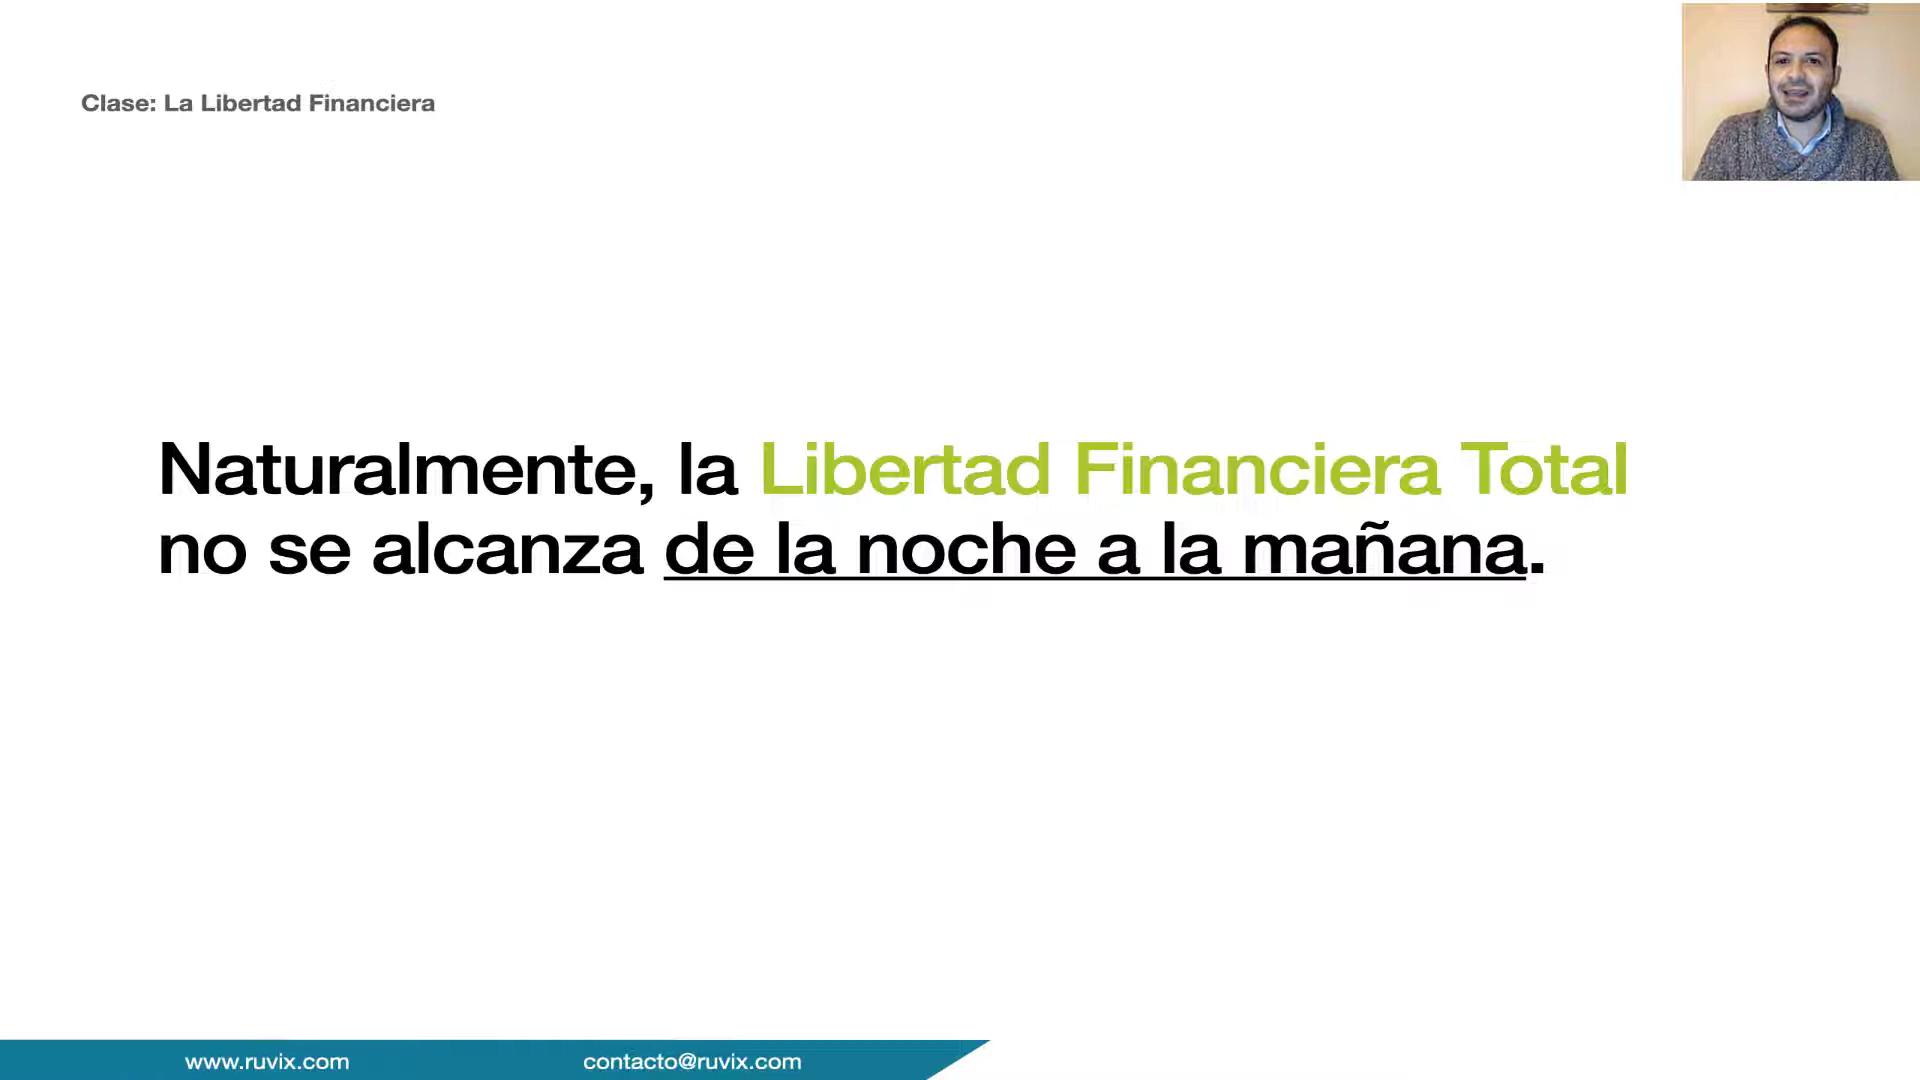 Clase: La Libertad Financiera
Naturalmente, la Libertad Financiera Total
no se alcanza de la noche a la mañana.
www.ruvix.com
contacto@ruvix.com